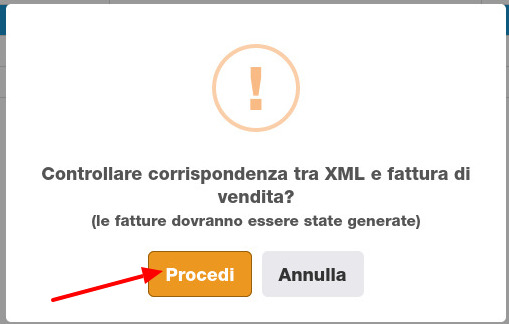 Controllare corrispondenza tra XML e fattura di
vendita?
(le fatture dovranno essere state generate)
Procedi
Annulla